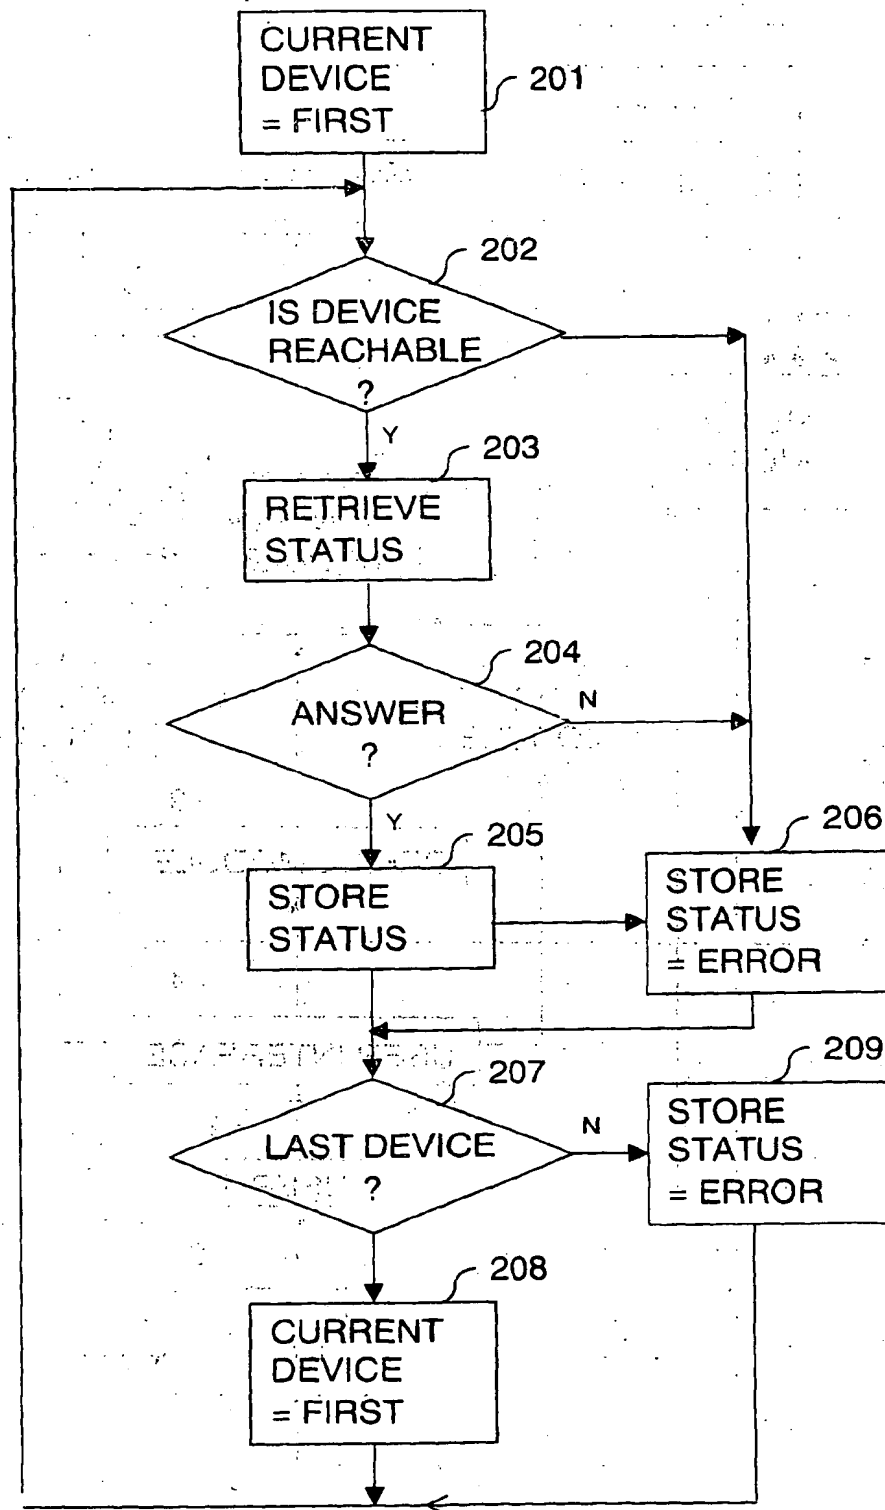 CURRENT
DEVICE
= FIRST
201
202
IS DEVICE
REACHABLE
?
Y
203
RETRIEVE
STATUS
204
ANSWER
?
N
Y
205
STORE
STATUS
206
STORE
STATUS
= ERROR
207
LAST DEVICE
?
N
209
STORE
STATUS
= ERROR
208
CURRENT
DEVICE
= FIRST